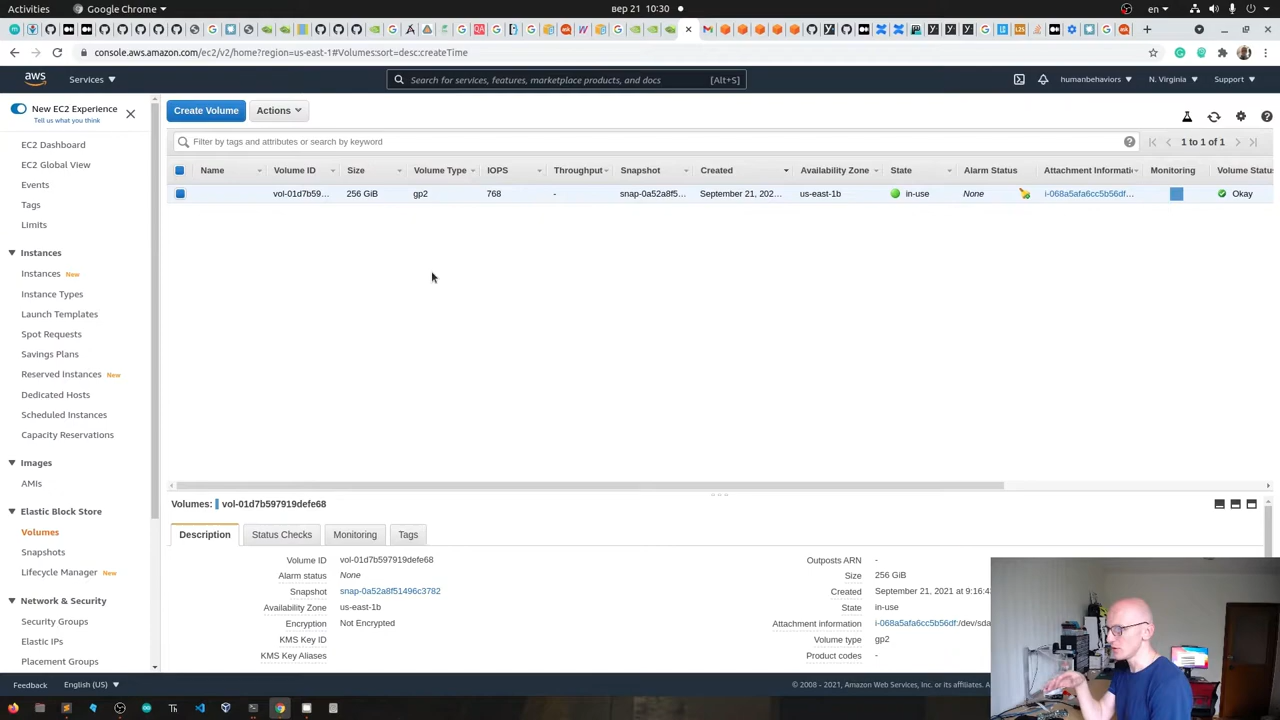 Activities Google Chrome вер 21 10:30 en
console.aws.amazon.com/ec2/v2/home?region=us-east-1#Volumes:sort=desc:createTime
aws Services Search for services, features, marketplace products, and docs [Alt+S] humanbehaviors N. Virginia Support
New EC2 Experience
Tell us what you think
Create Volume Actions
Filter by tags and attributes or search by keyword 1 to 1 of 1
Name Volume ID Size Volume Type IOPS Throughput Snapshot Created Availability Zone State Alarm Status Attachment Informati Monitoring Volume Status
vol-01d7b59... 256 GiB gp2 768 - snap-0a52a8f5... September 21, 202... us-east-1b in-use None i-068a5afa6cc5b56df... Okay
EC2 Dashboard
EC2 Global View
Events
Tags
Limits
Instances
Instances New
Instance Types
Launch Templates
Spot Requests
Savings Plans
Reserved Instances New
Dedicated Hosts
Scheduled Instances
Capacity Reservations
Images
AMIs
Elastic Block Store
Volumes
Snapshots
Lifecycle Manager New
Network & Security
Security Groups
Elastic IPs
Placement Groups
Volumes: vol-01d7b597919defe68
Description Status Checks Monitoring Tags
Volume ID vol-01d7b597919defe68
Alarm status None
Snapshot snap-0a52a8f51496c3782
Availability Zone us-east-1b
Encryption Not Encrypted
KMS Key ID
KMS Key Aliases
Outposts ARN -
Size 256 GiB
Created September 21, 2021 at 9:16:4
State in-use
Attachment information i-068a5afa6cc5b56df:/dev/sda
Volume type gp2
Product codes -
Feedback English (US) © 2008 - 2021, Amazon Web Services, Inc. or its affiliates.